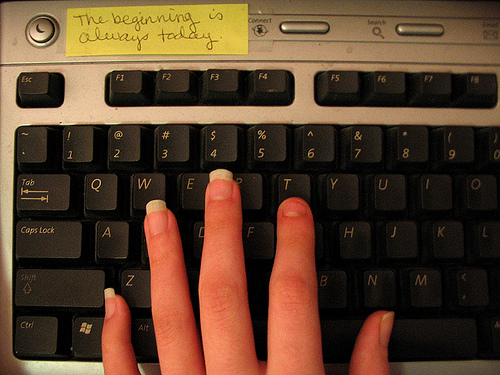 The beginning is
always today.
Connect
Search
Esc F1 F2 F3 F4 F5 F6 F7 F8
~ ! @ # $ % ^ & * (
1 2 3 4 5 6 7 8 9 0
Tab Q W E R T Y U I O
Caps Lock A D F H J K L
Shift Z B N M <
Ctrl Alt